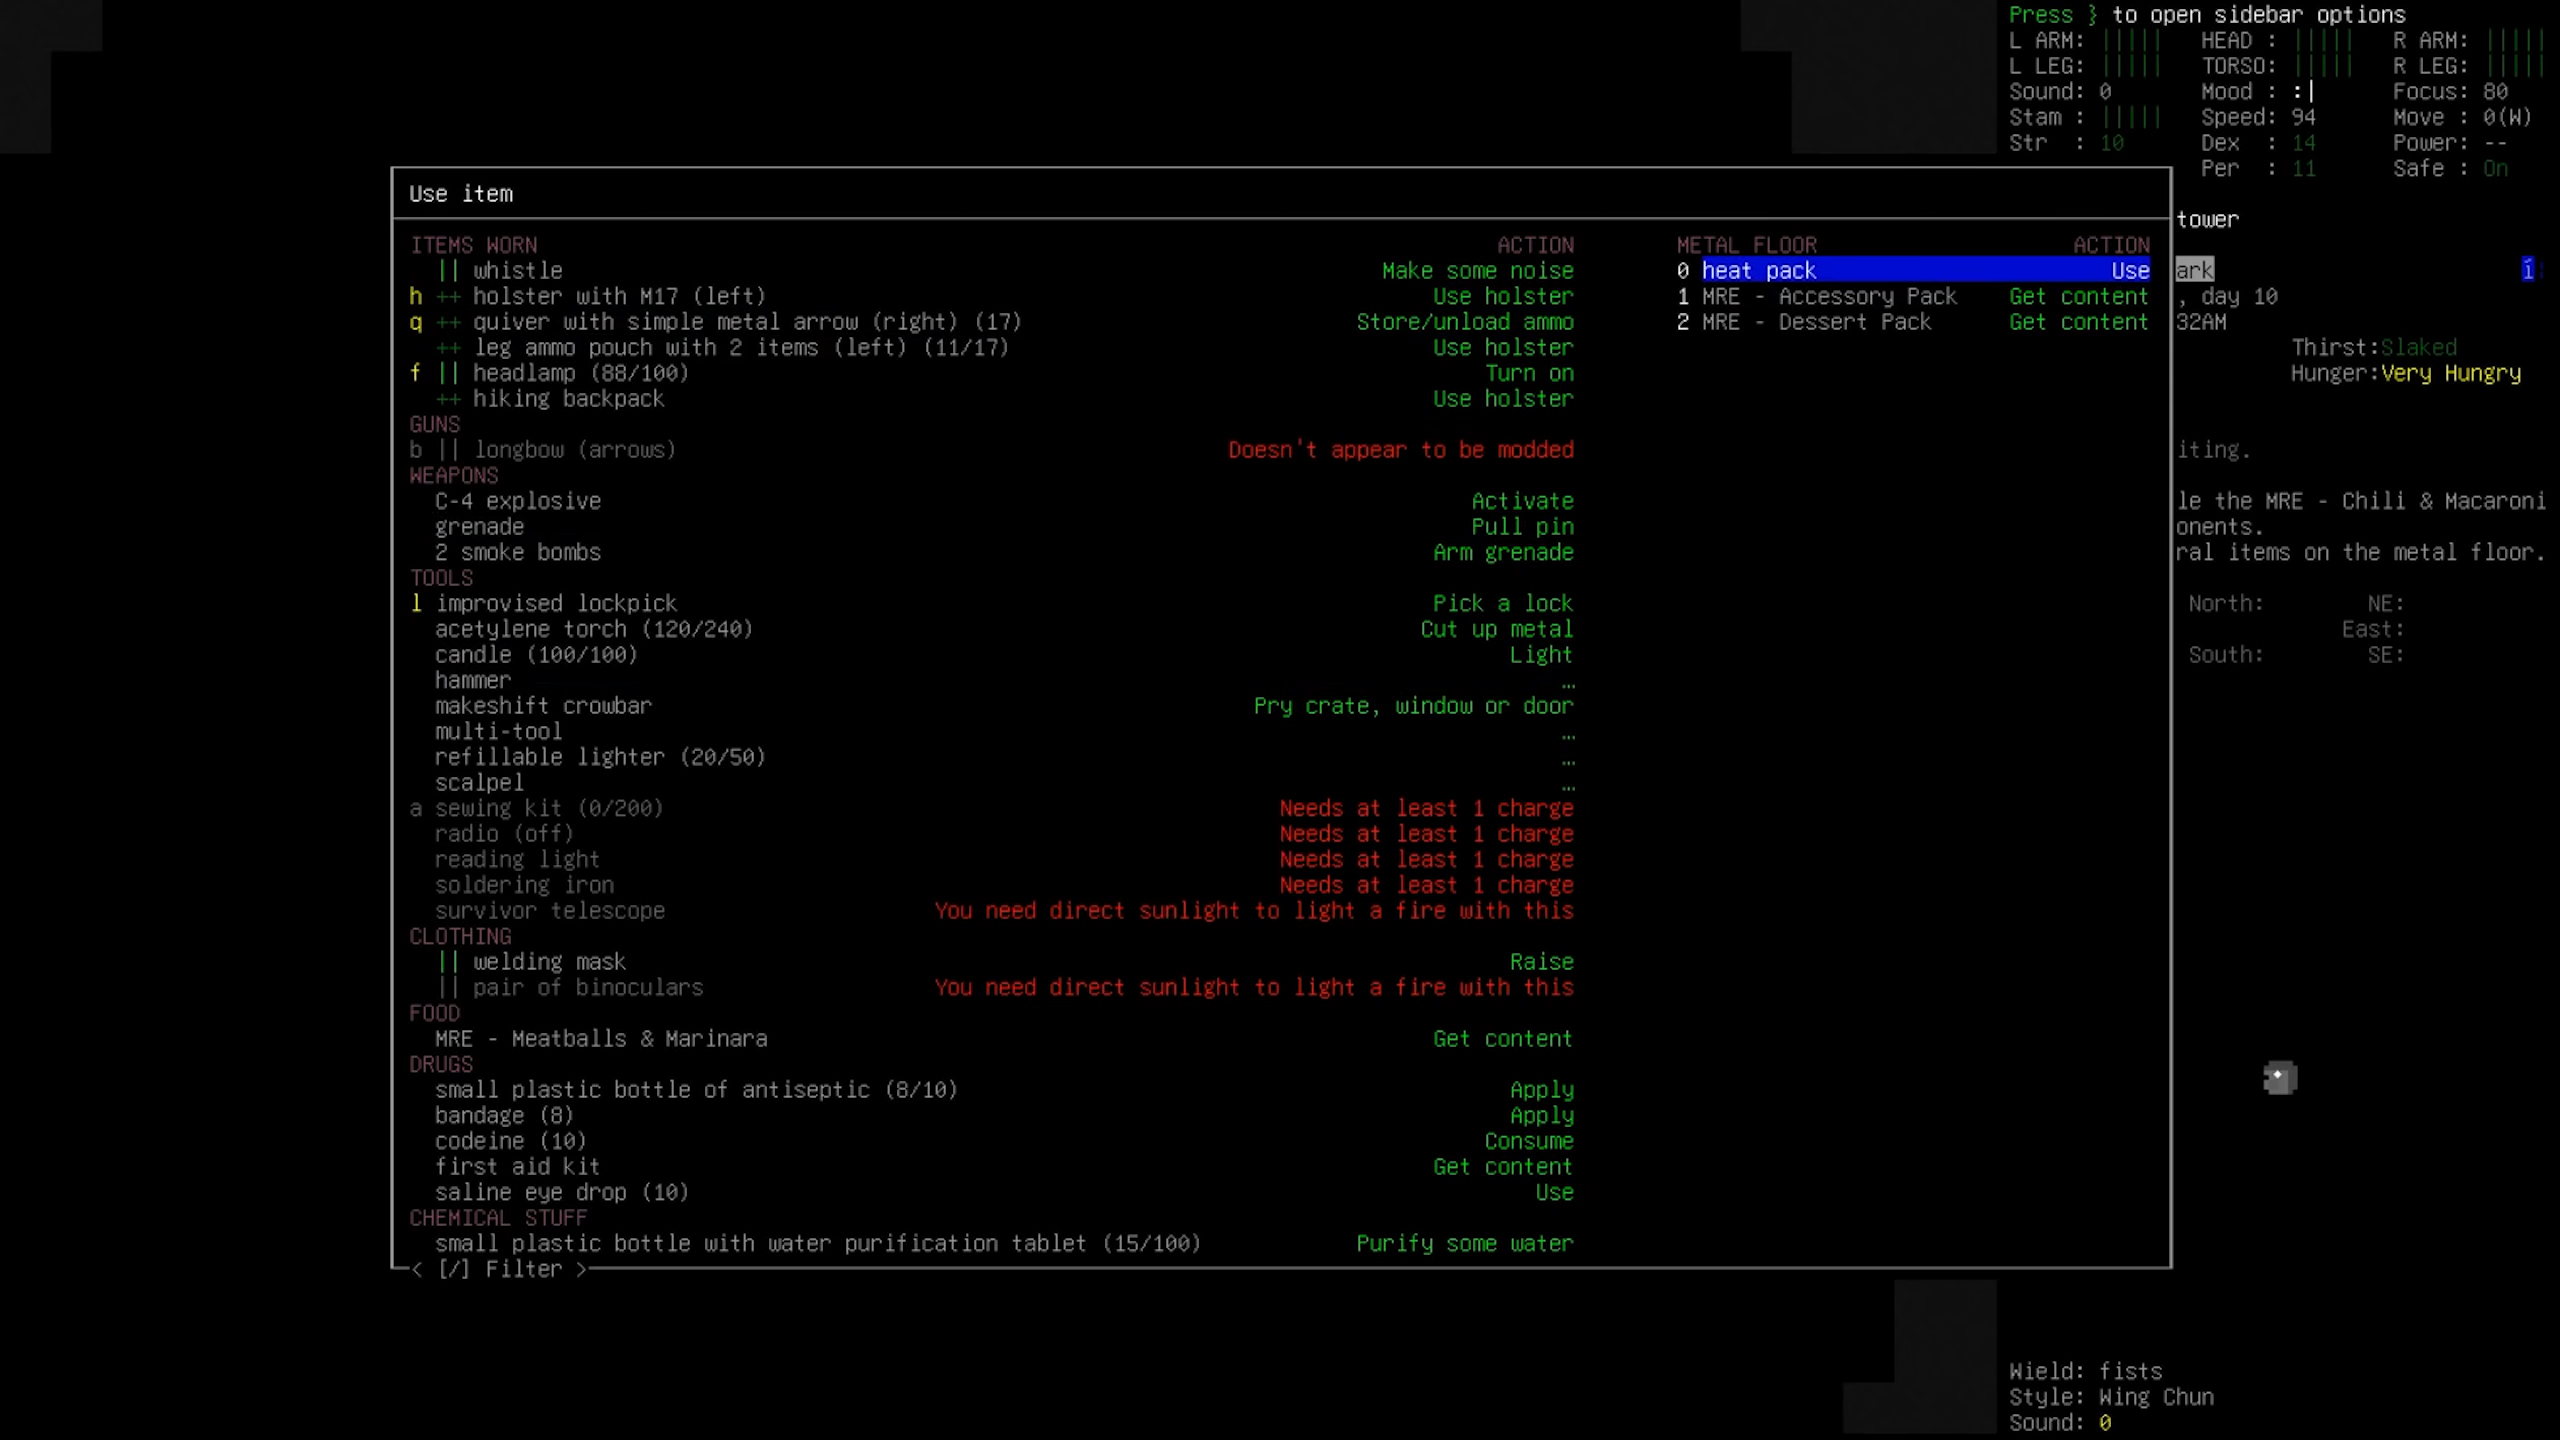 Press } to open sidebar options
L ARM: ||||| HEAD : ||||| R ARM: |||||
L LEG: ||||| TORSO: ||||| R LEG: |||||
Sound: 0 Mood : :| Focus: 80
Stam : ||||| Speed: 94 Move : 0(W)
Str : 10 Dex : 14 Power: --
Per : 11 Safe : On
Use item
tower
ITEMS WORN ACTION
|| whistle Make some noise
h ++ holster with M17 (left) Use holster
q ++ quiver with simple metal arrow (right) (17) Store/unload ammo
++ leg ammo pouch with 2 items (left) (11/17) Use holster
f || headlamp (88/100) Turn on
++ hiking backpack Use holster
GUNS
b || longbow (arrows) Doesn't appear to be modded
WEAPONS
C-4 explosive Activate
grenade Pull pin
2 smoke bombs Arm grenade
TOOLS
l improvised lockpick Pick a lock
acetylene torch (120/240) Cut up metal
candle (100/100) Light
hammer …
makeshift crowbar Pry crate, window or door
multi-tool …
refillable lighter (20/50) …
scalpel …
a sewing kit (0/200) Needs at least 1 charge
radio (off) Needs at least 1 charge
reading light Needs at least 1 charge
soldering iron Needs at least 1 charge
survivor telescope You need direct sunlight to light a fire with this
CLOTHING
|| welding mask Raise
|| pair of binoculars You need direct sunlight to light a fire with this
FOOD
MRE - Meatballs & Marinara Get content
DRUGS
small plastic bottle of antiseptic (8/10) Apply
bandage (8) Apply
codeine (10) Consume
first aid kit Get content
saline eye drop (10) Use
CHEMICAL STUFF
small plastic bottle with water purification tablet (15/100) Purify some water
< [/] Filter >
METAL FLOOR ACTION
0 heat pack Use
1 MRE - Accessory Pack Get content
2 MRE - Dessert Pack Get content
ark i
, day 10
32AM
Thirst:Slaked
Hunger:Very Hungry
iting.
le the MRE - Chili & Macaroni
onents.
ral items on the metal floor.
North: NE:
East:
South: SE:
Wield: fists
Style: Wing Chun
Sound: 0